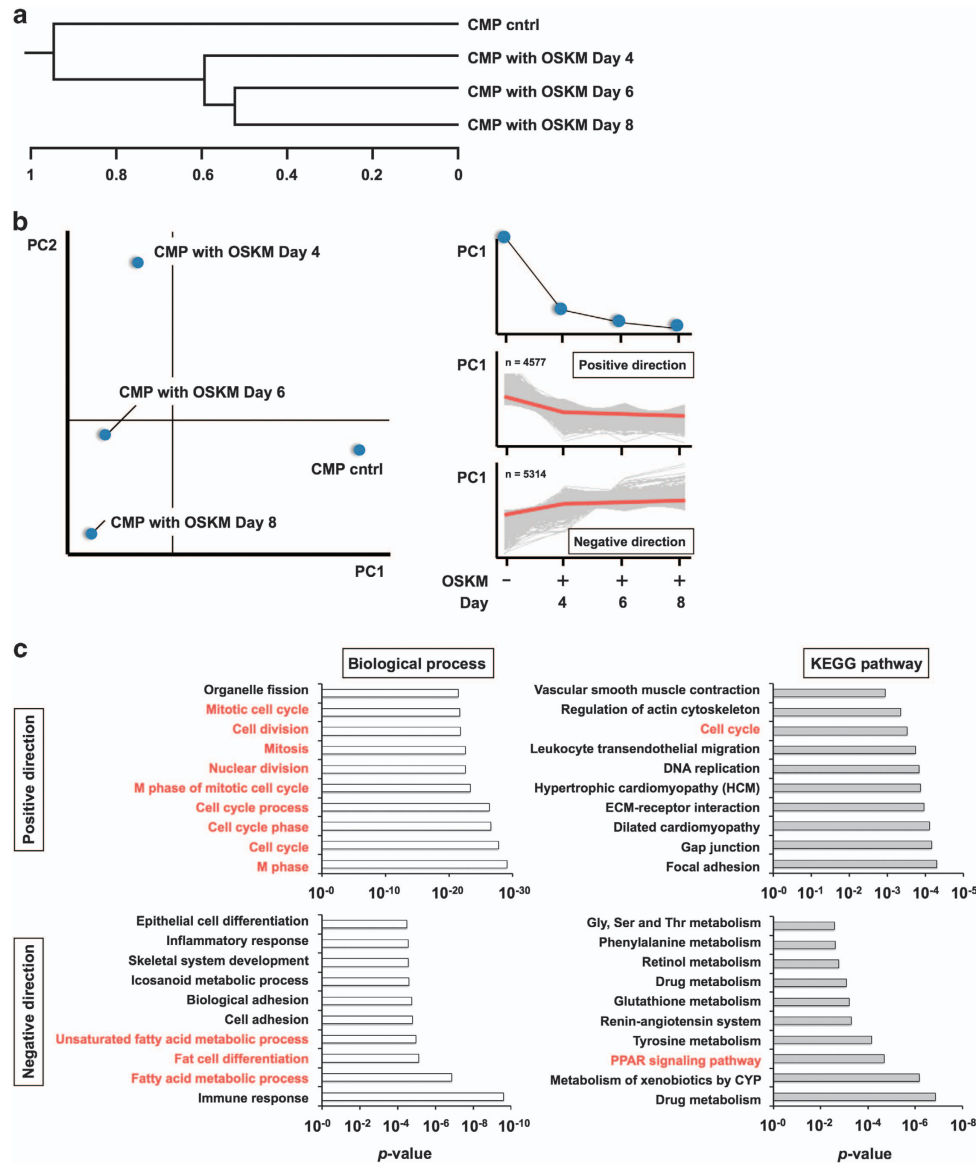 a
CMP cntrl
CMP with OSKM Day 4
CMP with OSKM Day 6
CMP with OSKM Day 8
1 0.8 0.6 0.4 0.2 0
b
PC2
CMP with OSKM Day 4
CMP with OSKM Day 6
CMP cntrl
CMP with OSKM Day 8
PC1
PC1
PC1
n = 4577
Positive direction
PC1
n = 5314
Negative direction
OSKM − + + +
Day 4 6 8
c
Biological process
KEGG pathway
Positive direction
Organelle fission
Mitotic cell cycle
Cell division
Mitosis
Nuclear division
M phase of mitotic cell cycle
Cell cycle process
Cell cycle phase
Cell cycle
M phase
10-0 10-10 10-20 10-30
Vascular smooth muscle contraction
Regulation of actin cytoskeleton
Cell cycle
Leukocyte transendothelial migration
DNA replication
Hypertrophic cardiomyopathy (HCM)
ECM-receptor interaction
Dilated cardiomyopathy
Gap junction
Focal adhesion
10-0 10-1 10-2 10-3 10-4 10-5
Negative direction
Epithelial cell differentiation
Inflammatory response
Skeletal system development
Icosanoid metabolic process
Biological adhesion
Cell adhesion
Unsaturated fatty acid metabolic process
Fat cell differentiation
Fatty acid metabolic process
Immune response
10-0 10-2 10-4 10-6 10-8 10-10
p-value
Gly, Ser and Thr metabolism
Phenylalanine metabolism
Retinol metabolism
Drug metabolism
Glutathione metabolism
Renin-angiotensin system
Tyrosine metabolism
PPAR signaling pathway
Metabolism of xenobiotics by CYP
Drug metabolism
10-0 10-2 10-4 10-6 10-8
p-value